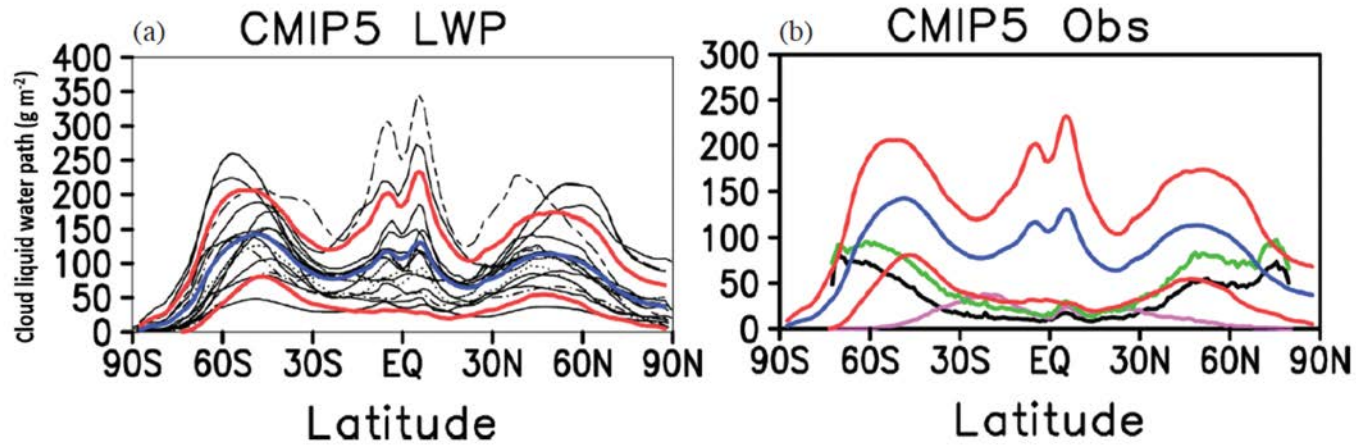 (a) CMIP5 LWP
Cloud liquid water path (g m-2)
400
350
300
250
200
150
100
50
0
90S 60S 30S EQ 30N 60N 90N
Latitude
(b) CMIP5 Obs
300
250
200
150
100
50
0
90S 60S 30S EQ 30N 60N 90N
Latitude